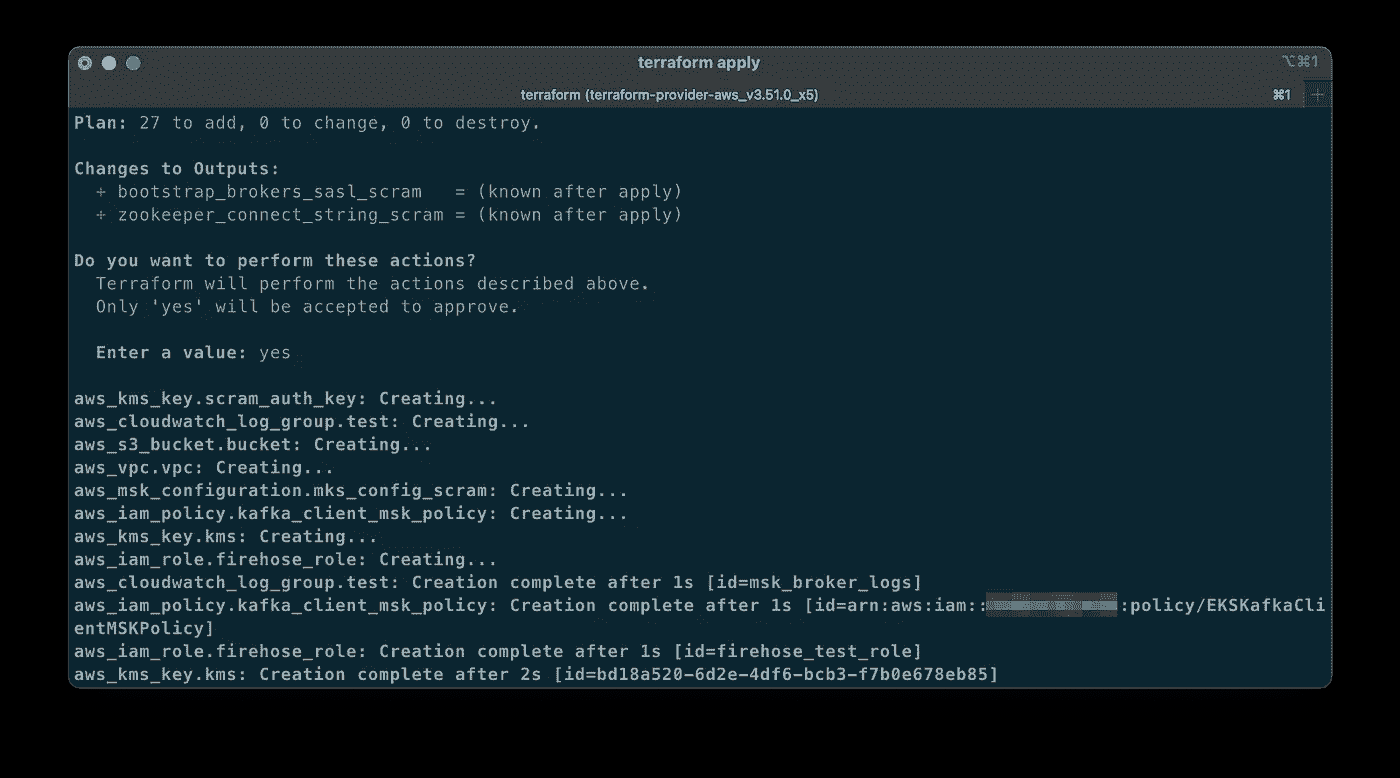 terraform apply
⌥⌘1
terraform (terraform-provider-aws_v3.51.0_x5)
⌘1
+
Plan: 27 to add, 0 to change, 0 to destroy.
Changes to Outputs:
+ bootstrap_brokers_sasl_scram = (known after apply)
+ zookeeper_connect_string_scram = (known after apply)
Do you want to perform these actions?
Terraform will perform the actions described above.
Only 'yes' will be accepted to approve.
Enter a value: yes
aws_kms_key.scram_auth_key: Creating...
aws_cloudwatch_log_group.test: Creating...
aws_s3_bucket.bucket: Creating...
aws_vpc.vpc: Creating...
aws_msk_configuration.mks_config_scram: Creating...
aws_iam_policy.kafka_client_msk_policy: Creating...
aws_kms_key.kms: Creating...
aws_iam_role.firehose_role: Creating...
aws_cloudwatch_log_group.test: Creation complete after 1s [id=msk_broker_logs]
aws_iam_policy.kafka_client_msk_policy: Creation complete after 1s [id=arn:aws:iam:::policy/EKSKafkaCli
entMSKPolicy]
aws_iam_role.firehose_role: Creation complete after 1s [id=firehose_test_role]
aws_kms_key.kms: Creation complete after 2s [id=bd18a520-6d2e-4df6-bcb3-f7b0e678eb85]